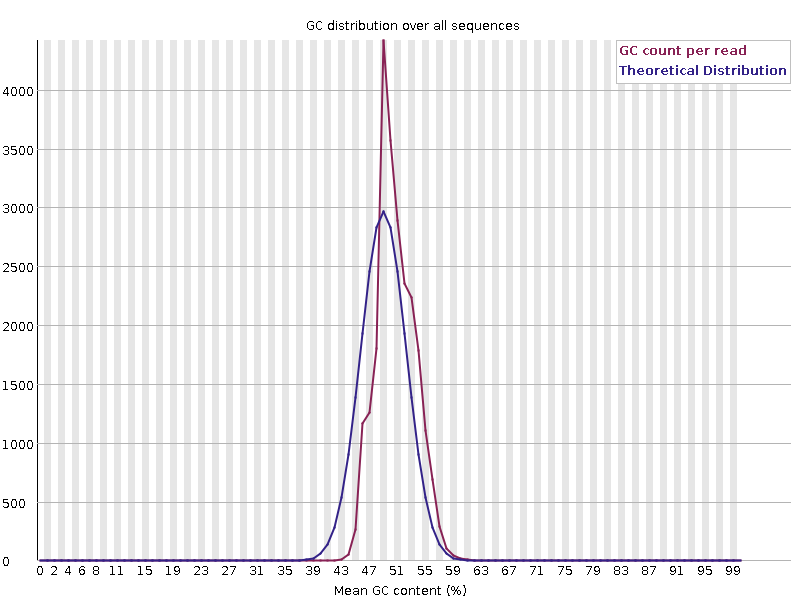 GC distribution over all sequences
GC count per read
Theoretical Distribution
4000
3500
3000
2500
2000
1500
1000
500
0
0 2 4 6 8 11 15 19 23 27 31 35 39 43 47 51 55 59 63 67 71 75 79 83 87 91 95 99
Mean GC content (%)